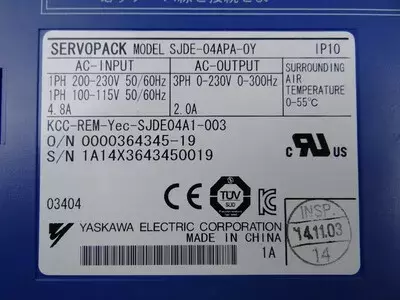 SERVOPACK MODEL SJDE-04APA-OY IP10
AC-INPUT AC-OUTPUT SURROUNDING AIR TEMPERATURE 0-55℃
1PH 200-230V 50/60Hz 3PH 0-230V 0-300Hz
1PH 100-115V 50/60Hz
4.8A 2.0A
KCC-REM-Yec-SJDE04A1-003
O/N 0000364345-19
S/N 1A14X3643450019
c RU us
TÜV
SÜD
CE
03404
YASKAWA ELECTRIC CORPORATION
MADE IN CHINA
1A
INSP.
14.11.03
14